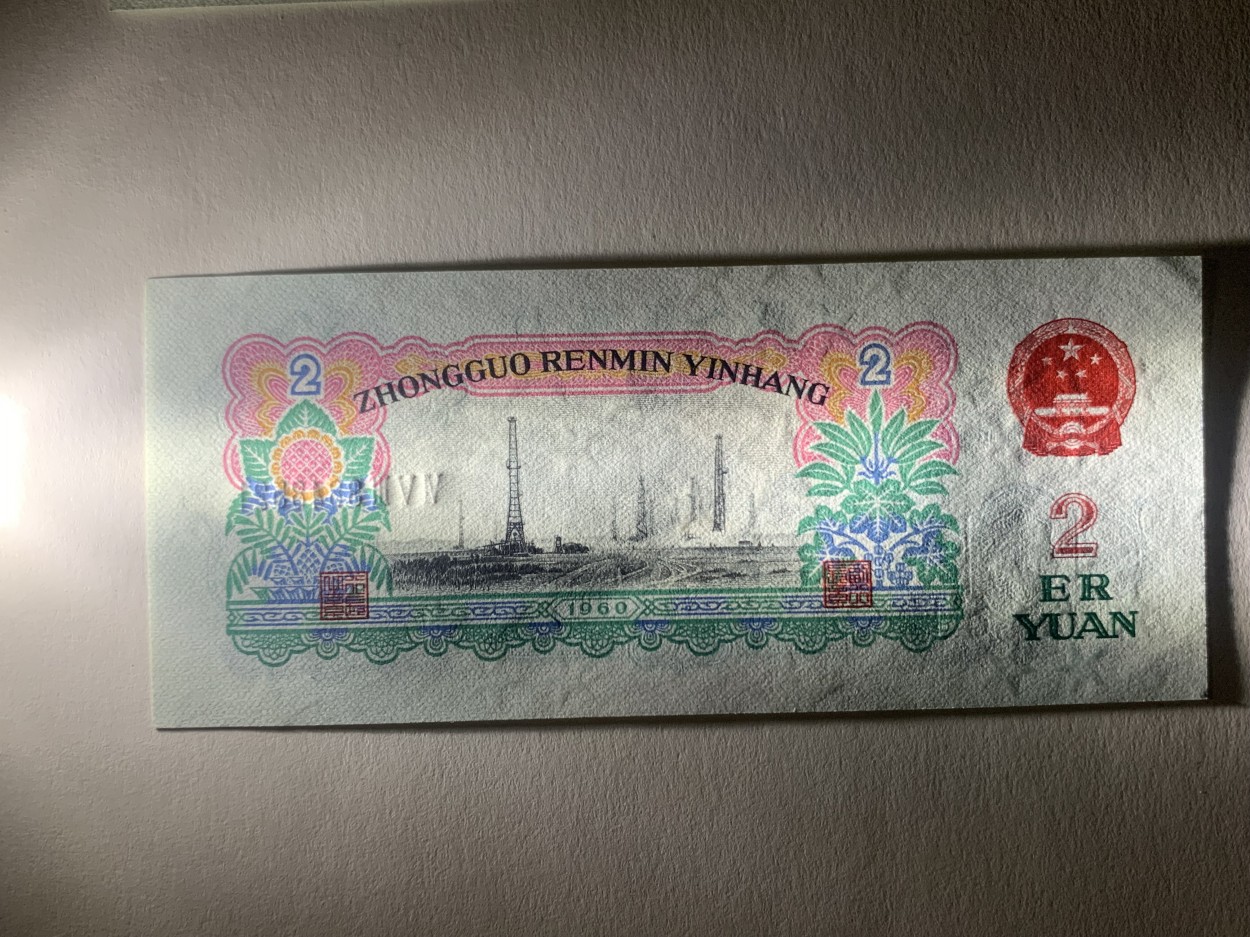 ZHONGGUO RENMIN YINHANG
2
2
1960
2
ER
YUAN